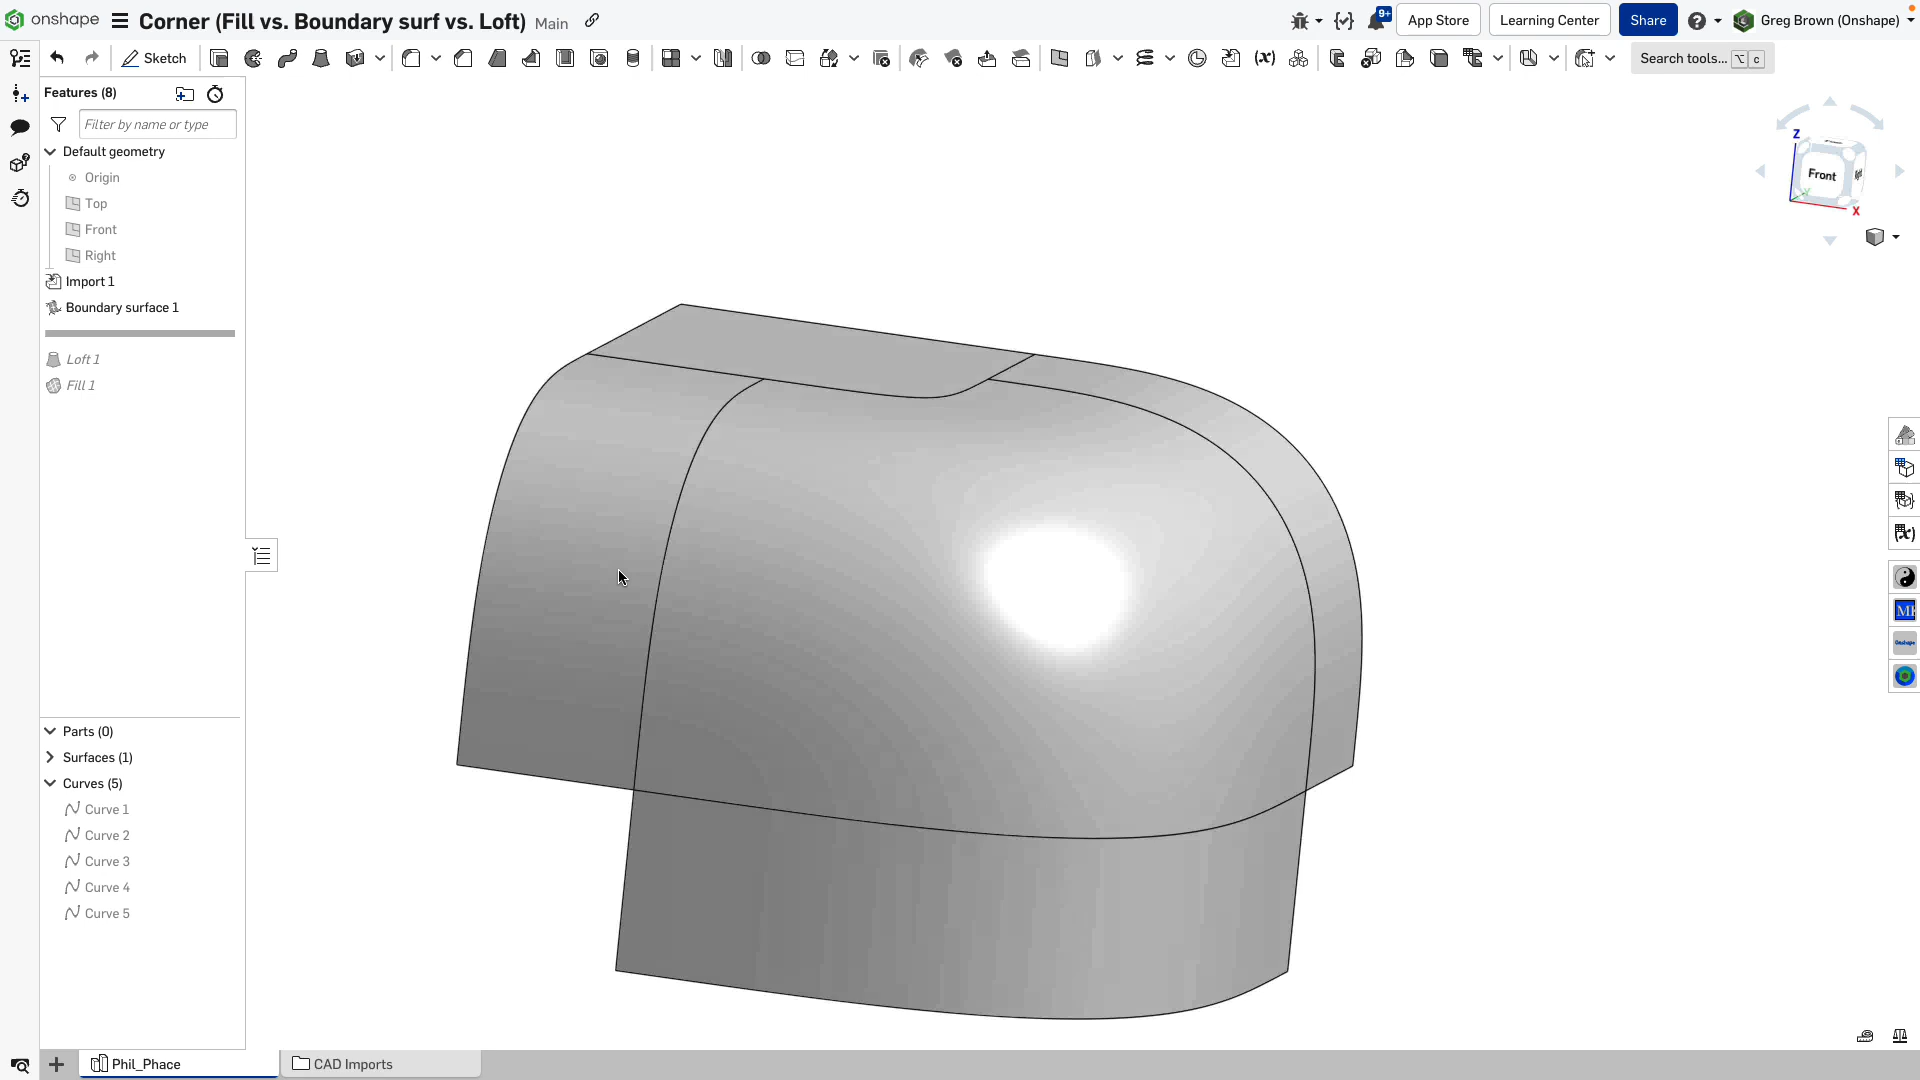 onshape Corner (Fill vs. Boundary surf vs. Loft) Main 9+ App Store Learning Center Share Greg Brown (Onshape)
Sketch (x) Search tools... ⌥ c
Features (8)
Filter by name or type
Default geometry
Origin
Top
Front
Right
Import 1
Boundary surface 1
Loft 1
Fill 1
Z
Front
X
(x)
Onshape
Parts (0)
Surfaces (1)
Curves (5)
Curve 1
Curve 2
Curve 3
Curve 4
Curve 5
Phil_Phace CAD Imports